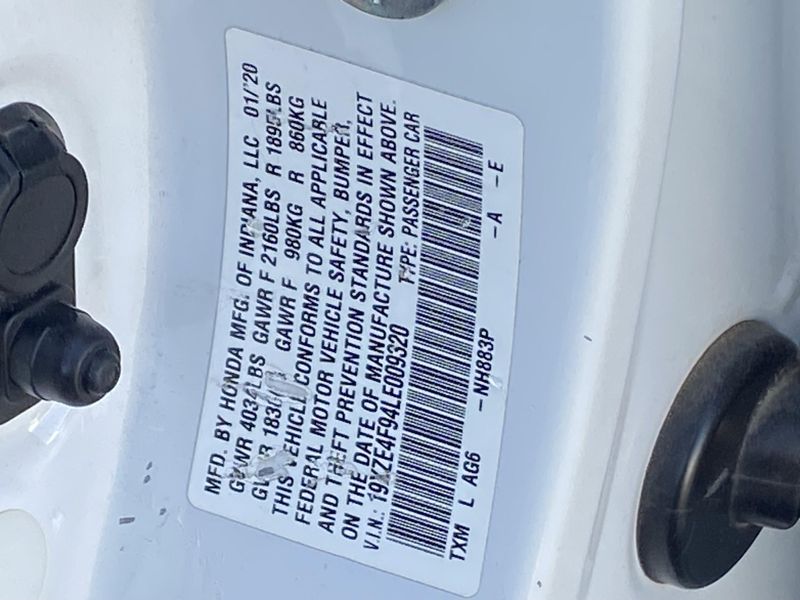 MFD. BY HONDA MFG. OF INDIANA, LLC 01/'20
GVWR 4034LBS GAWR F 2160LBS R 1895LBS
GVWR GAWR F 980KG R 860KG
THIS VEHICLE CONFORMS TO ALL APPLICABLE
FEDERAL MOTOR VEHICLE SAFETY, BUMPER,
AND THEFT PREVENTION STANDARDS IN EFFECT
ON THE DATE OF MANUFACTURE SHOWN ABOVE.
V.I.N.: 19XZE4F94LE009320 TYPE: PASSENGER CAR
TXM L AG6 -NH883P -A -E